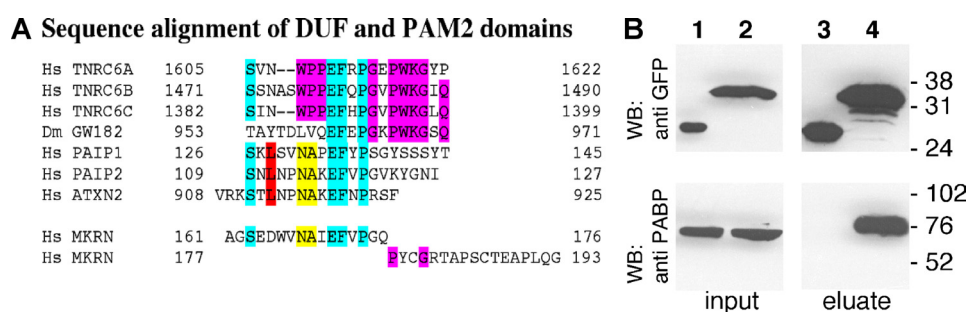 A Sequence alignment of DUF and PAM2 domains
Hs TNRC6A 1605 SVN--WPPEFRPGEPWKGYP 1622
Hs TNRC6B 1471 SSNASWPPEFQPGVPWKGIQ 1490
Hs TNRC6C 1382 SIN--WPPEFHPGVPWKGLQ 1399
Dm GW182 953 TAYTDLVQEFEPGKPWKGSQ 971
Hs PAIP1 126 SKLSVNAPEFYPSGYSSSYT 145
Hs PAIP2 109 SNLNPNAKEFVPGVKYGNI 127
Hs ATXN2 908 VRKSTLNPNAKEFNPRSF 925
Hs MKRN 161 AGSEDWVNAIEFVPGQ 176
Hs MKRN 177 PYCGRTAPSCTEAPLQG 193
B
1 2 3 4
WB: anti GFP
38
31
24
WB: anti PABP
102
76
52
input eluate